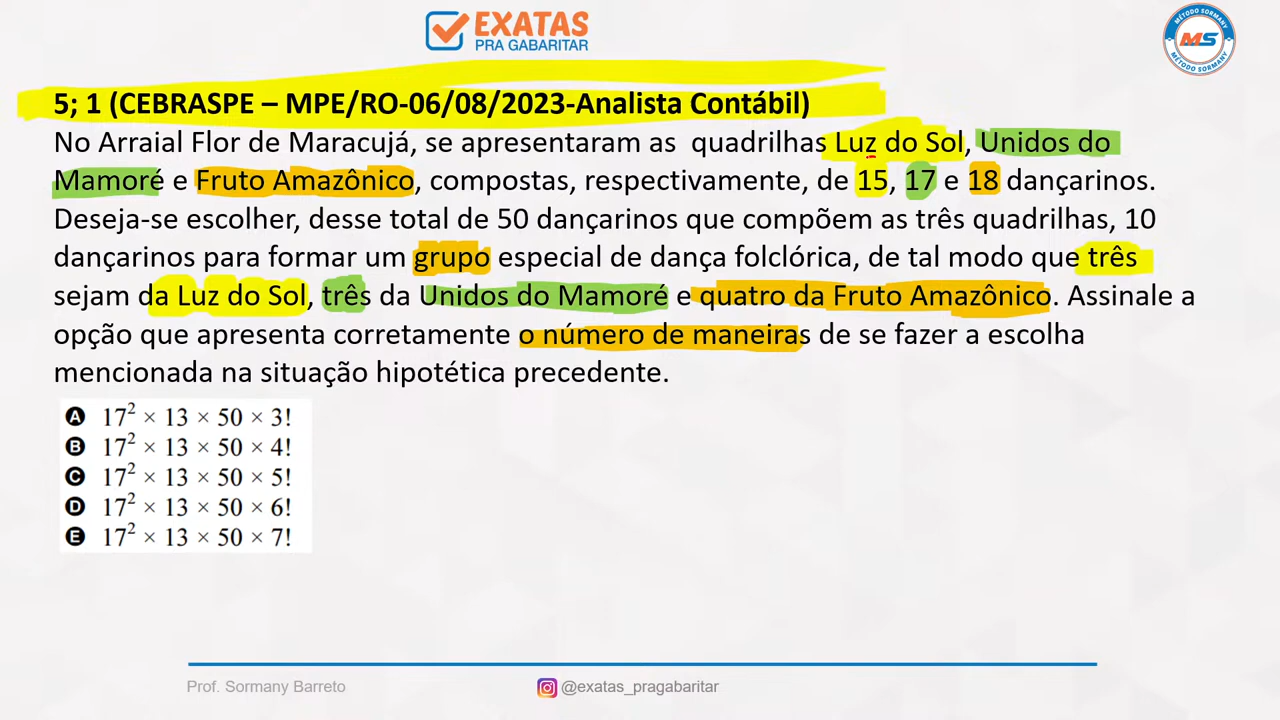 EXATAS
PRA GABARITAR
MÉTODO SORMANY
MS
MÉTODO SORMANY
5; 1 (CEBRASPE – MPE/RO-06/08/2023-Analista Contábil)
No Arraial Flor de Maracujá, se apresentaram as quadrilhas Luz do Sol, Unidos do
Mamoré e Fruto Amazônico, compostas, respectivamente, de 15, 17 e 18 dançarinos.
Deseja-se escolher, desse total de 50 dançarinos que compõem as três quadrilhas, 10
dançarinos para formar um grupo especial de dança folclórica, de tal modo que três
sejam da Luz do Sol, três da Unidos do Mamoré e quatro da Fruto Amazônico. Assinale a
opção que apresenta corretamente o número de maneiras de se fazer a escolha
mencionada na situação hipotética precedente.
A 17² × 13 × 50 × 3!
B 17² × 13 × 50 × 4!
C 17² × 13 × 50 × 5!
D 17² × 13 × 50 × 6!
E 17² × 13 × 50 × 7!
Prof. Sormany Barreto
@exatas_pragabaritar